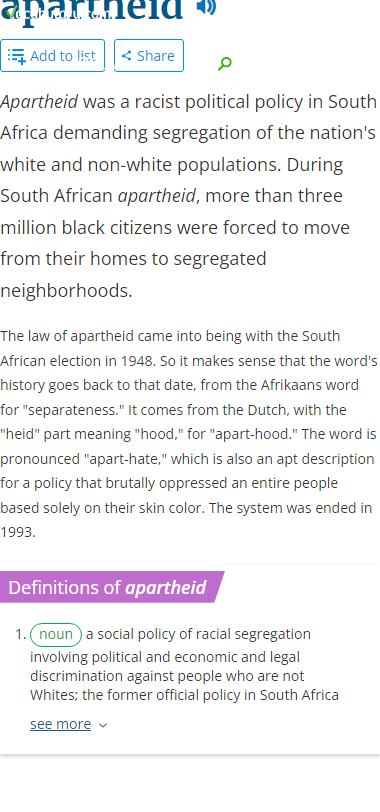 apartheid
Add to list
Share
Apartheid was a racist political policy in South
Africa demanding segregation of the nation's
white and non-white populations. During
South African apartheid, more than three
million black citizens were forced to move
from their homes to segregated
neighborhoods.
The law of apartheid came into being with the South
African election in 1948. So it makes sense that the word's
history goes back to that date, from the Afrikaans word
for "separateness." It comes from the Dutch, with the
"heid" part meaning "hood," for "apart-hood." The word is
pronounced "apart-hate," which is also an apt description
for a policy that brutally oppressed an entire people
based solely on their skin color. The system was ended in
1993.
Definitions of apartheid
1. noun a social policy of racial segregation
involving political and economic and legal
discrimination against people who are not
Whites; the former official policy in South Africa
see more